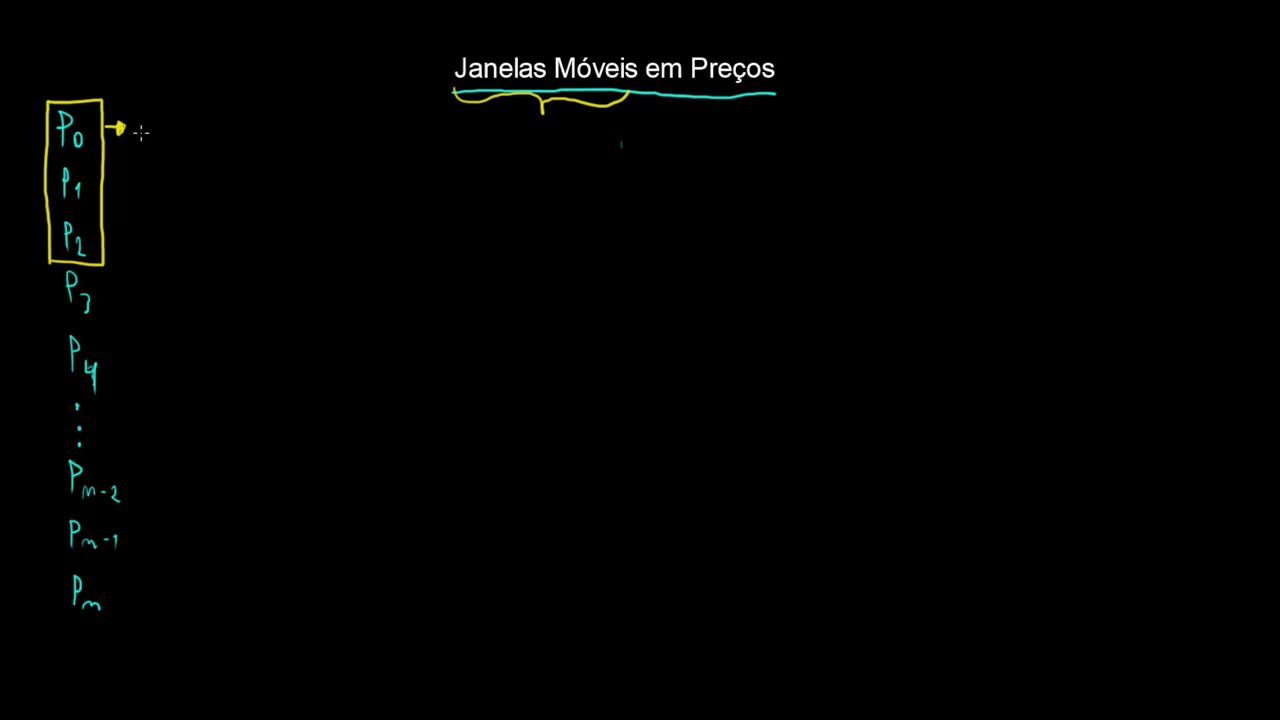 Janelas Móveis em Preços
P0
P1
P2
P3
P4
⋮
Pn-2
Pn-1
Pn